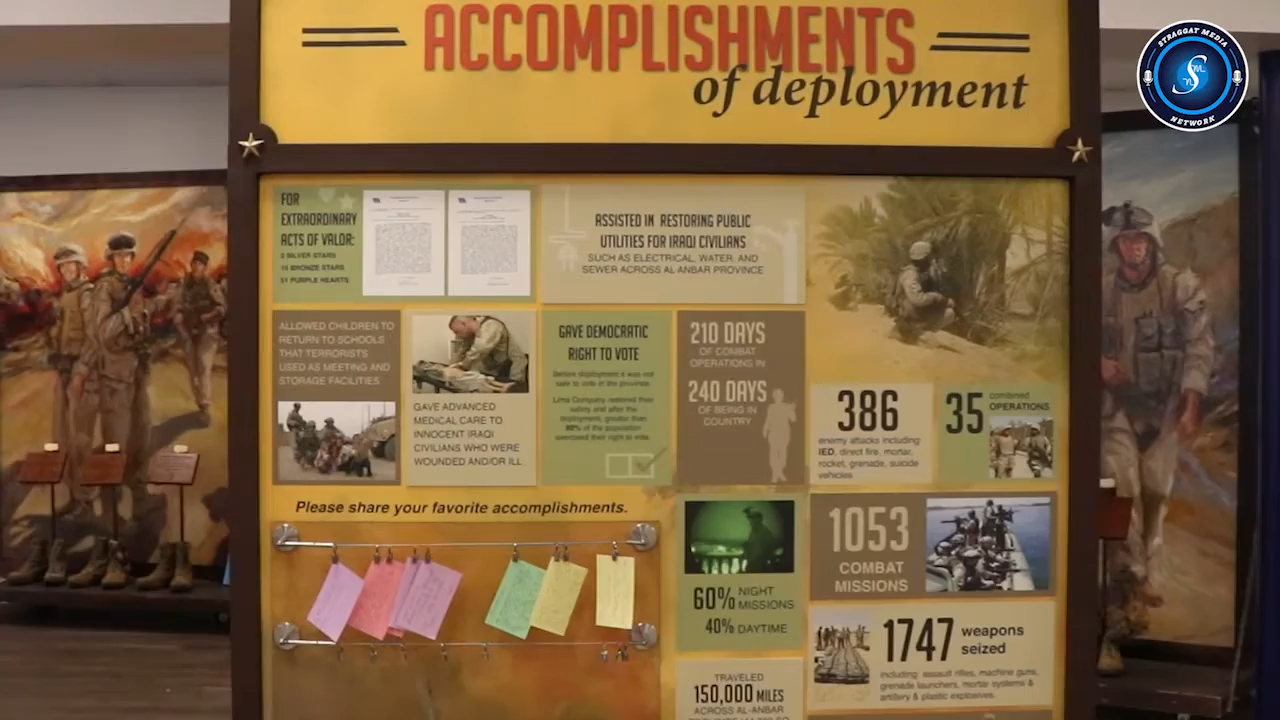 ACCOMPLISHMENTS
of deployment
STRAGGAT MEDIA
NETWORK
FOR
EXTRAORDINARY
ACTS OF VALOR:
2 SILVER STARS
51 PURPLE HEARTS
ASSISTED IN RESTORING PUBLIC
UTILITIES FOR IRAQI CIVILIANS
SUCH AS ELECTRICAL, WATER, AND
SEWER ACROSS AL ANBAR PROVINCE
ALLOWED CHILDREN TO
RETURN TO SCHOOLS
THAT TERRORISTS
USED AS MEETING AND
STORAGE FACILITIES
GAVE ADVANCED
MEDICAL CARE TO
INNOCENT IRAQI
CIVILIANS WHO WERE
WOUNDED AND/OR ILL
GAVE DEMOCRATIC
RIGHT TO VOTE
Before deployment it was not
safe to vote in the province.
Lima Company restored their
safety and after the
deployment, greater than
of the population
exercised their right to vote.
210 DAYS
OF COMBAT
OPERATIONS IN
240 DAYS
OF BEING IN
COUNTRY
386
enemy attacks including
IED, direct fire, mortar,
rocket, grenade, suicide
vehicles
35
combined
OPERATIONS
Please share your favorite accomplishments.
60% NIGHT
MISSIONS
40% DAYTIME
1053
COMBAT
MISSIONS
1747 weapons
seized
including: assault rifles, machine guns,
grenade launchers, mortar systems &
artillery & plastic explosives.
TRAVELED
150,000 MILES
ACROSS AL-ANBAR